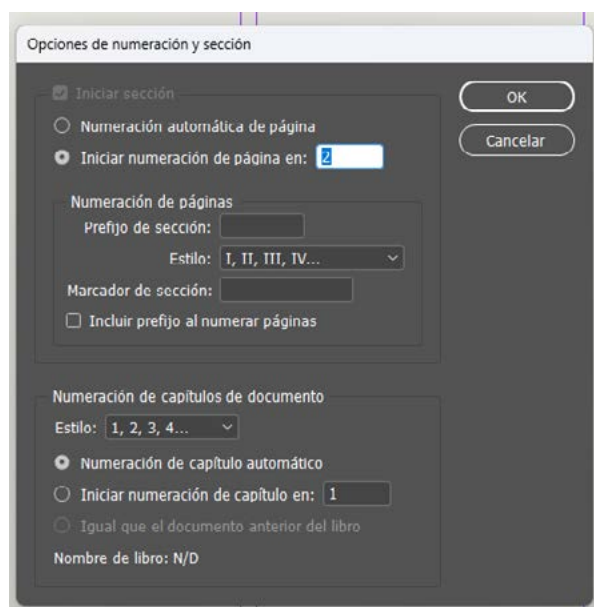 Opciones de numeración y sección
Iniciar sección
OK
Numeración automática de página
Iniciar numeración de página en: 2
Cancelar
Numeración de páginas
Prefijo de sección:
Estilo: I, II, III, IV...
Marcador de sección:
Incluir prefijo al numerar páginas
Numeración de capítulos de documento
Estilo: 1, 2, 3, 4...
Numeración de capítulo automático
Iniciar numeración de capítulo en: 1
Igual que el documento anterior del libro
Nombre de libro: N/D